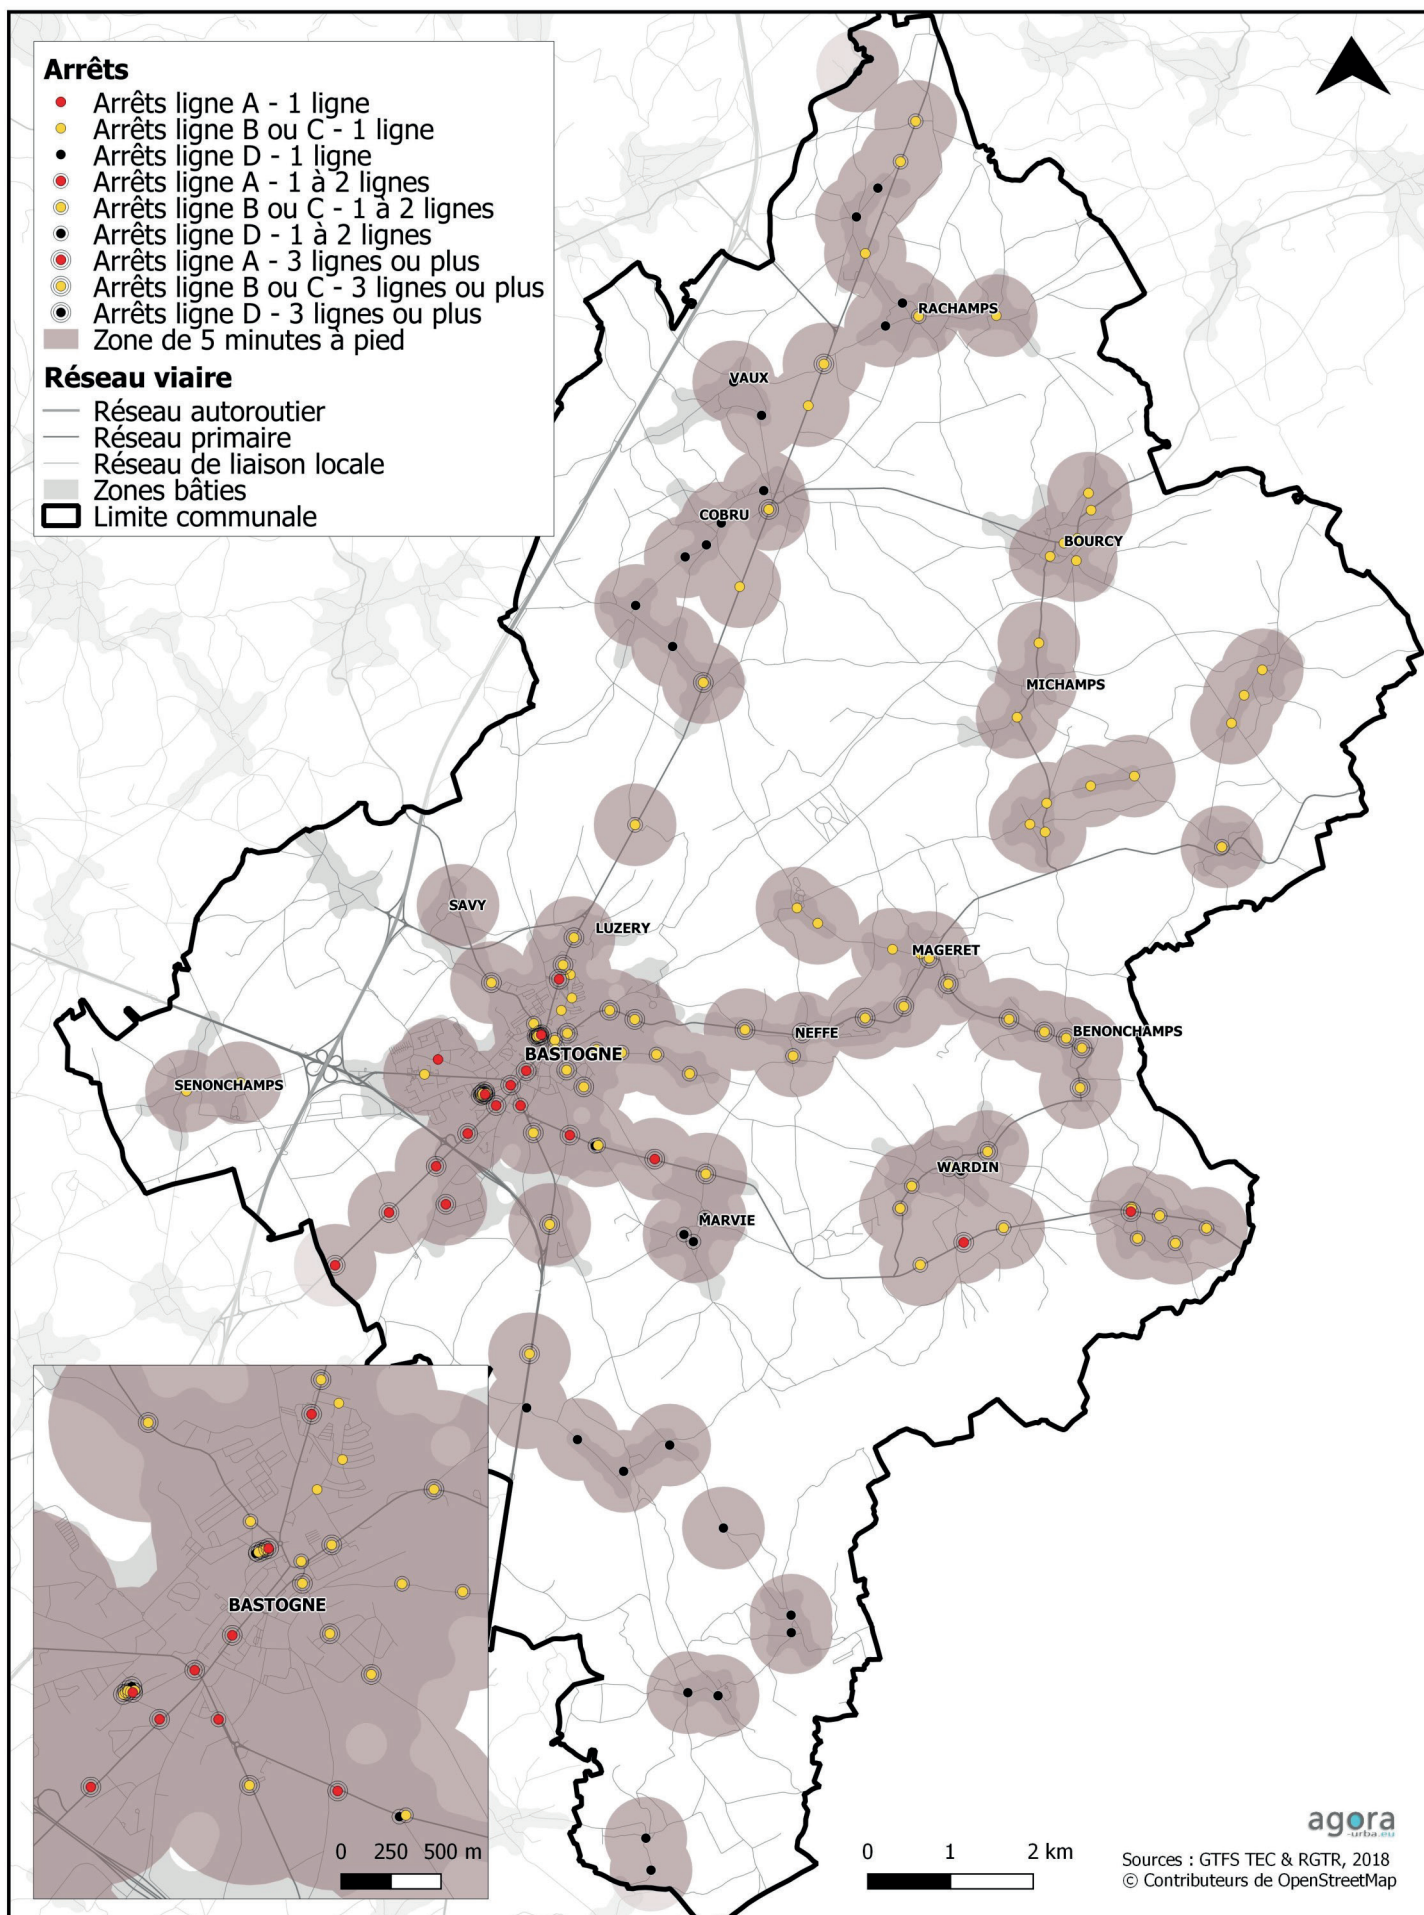 Arrêts
Arrêts ligne A - 1 ligne
Arrêts ligne B ou C - 1 ligne
Arrêts ligne D - 1 ligne
Arrêts ligne A - 1 à 2 lignes
Arrêts ligne B ou C - 1 à 2 lignes
Arrêts ligne D - 1 à 2 lignes
Arrêts ligne A - 3 lignes ou plus
Arrêts ligne B ou C - 3 lignes ou plus
Arrêts ligne D - 3 lignes ou plus
Zone de 5 minutes à pied
Réseau viaire
Réseau autoroutier
Réseau primaire
Réseau de liaison locale
Zones bâties
Limite communale
RACHAMPS
VAUX
COBRU
BOURCY
MICHAMPS
SAVY
LUZERY
MAGERET
NEFFE
BENONCHAMPS
BASTOGNE
SENONCHAMPS
WARDIN
MARVIE
BASTOGNE
0 250 500 m
0 1 2 km
agora
-urba.eu
Sources : GTFS TEC & RGTR, 2018
© Contributeurs de OpenStreetMap